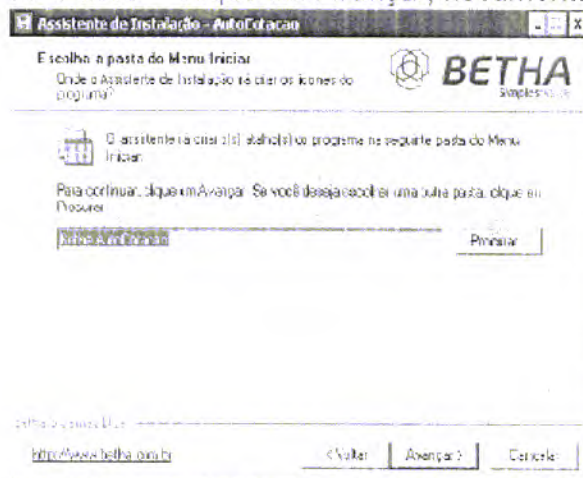 Assistente de Instalação - AutoCotacao
Escolha a pasta do Menu Iniciar
Onde o Assistente de Instalação irá criar os ícones do
programa?
BETHA
Simples
O assistente irá criar o(s) atalho(s) do programa na seguinte pasta do Menu
Iniciar.
Para continuar, clique em Avançar. Se você deseja escolher uma outra pasta, clique em
Procurar.
Procurar
http://www.betha.com.br
< Voltar
Avançar >
Cancelar